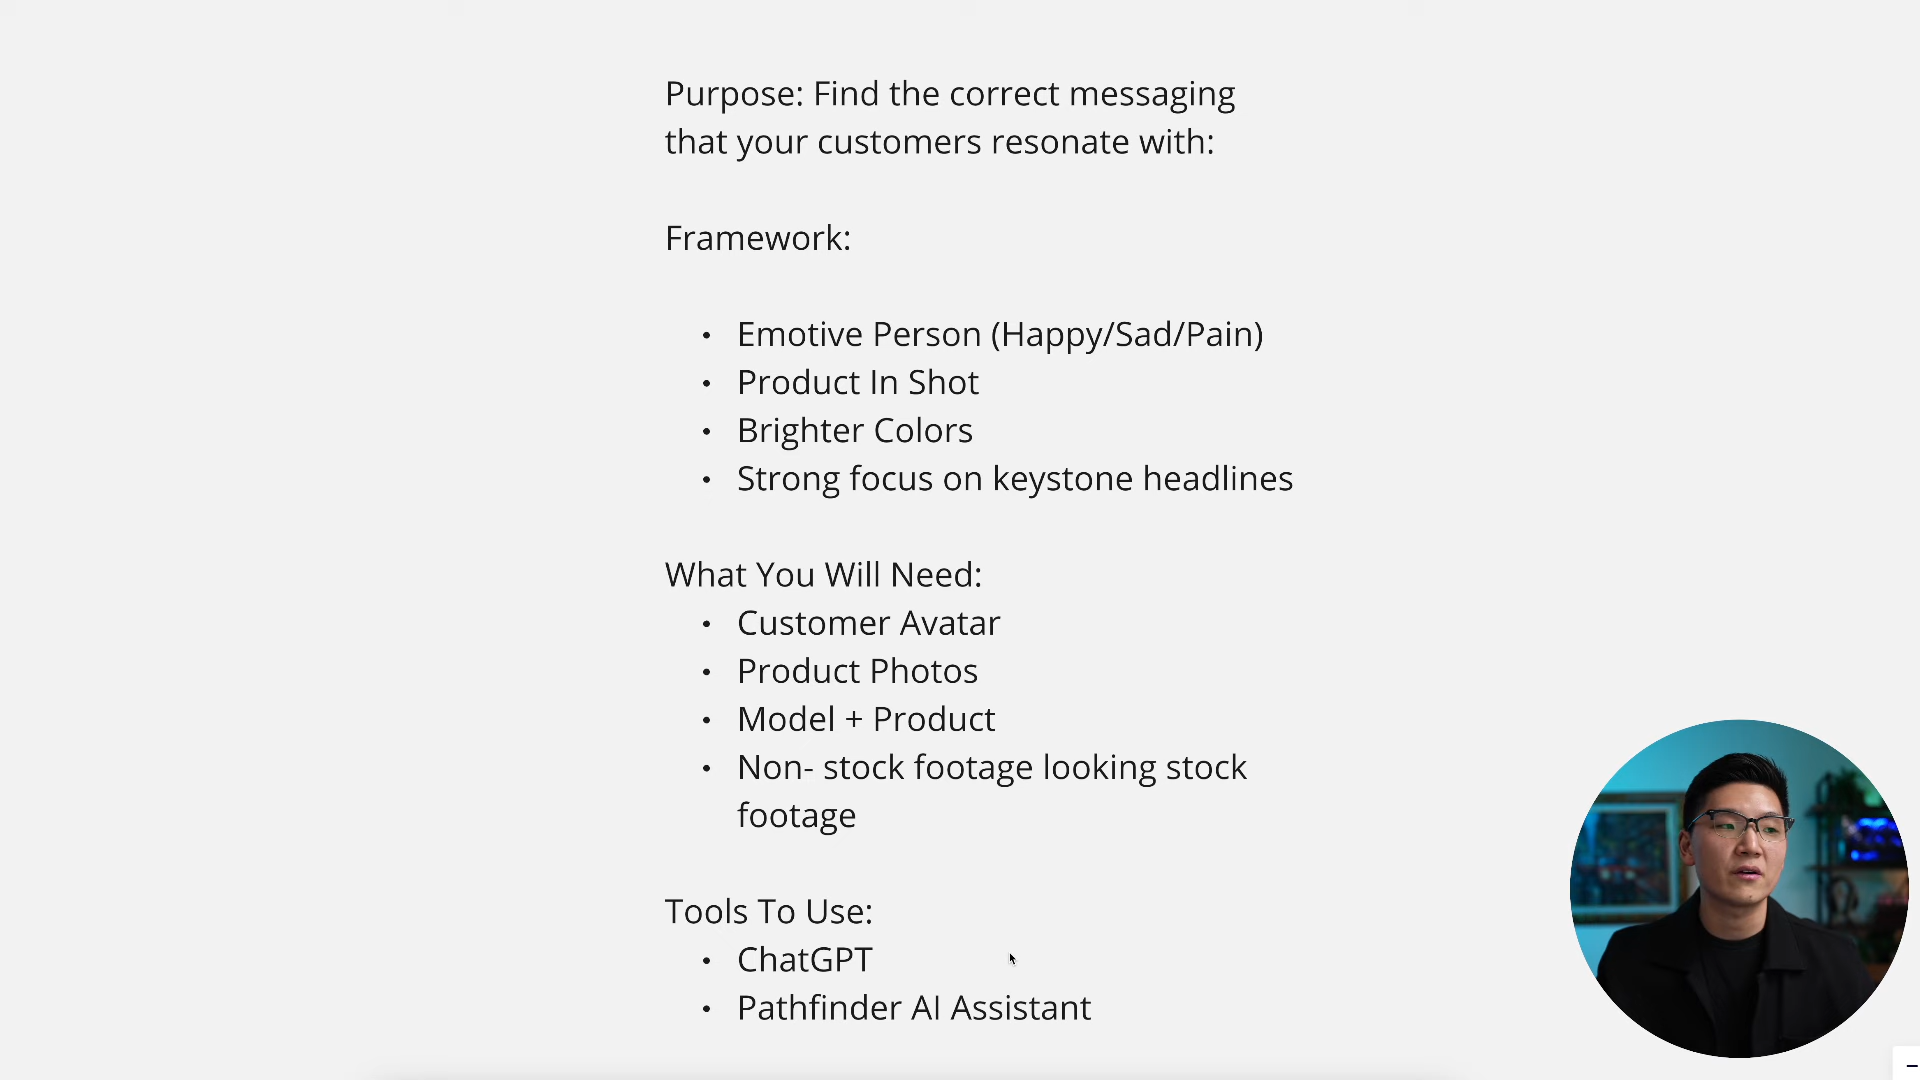 Purpose: Find the correct messaging
that your customers resonate with:
Framework:
• Emotive Person (Happy/Sad/Pain)
• Product In Shot
• Brighter Colors
• Strong focus on keystone headlines
What You Will Need:
• Customer Avatar
• Product Photos
• Model + Product
• Non- stock footage looking stock
footage
Tools To Use:
• ChatGPT
• Pathfinder AI Assistant